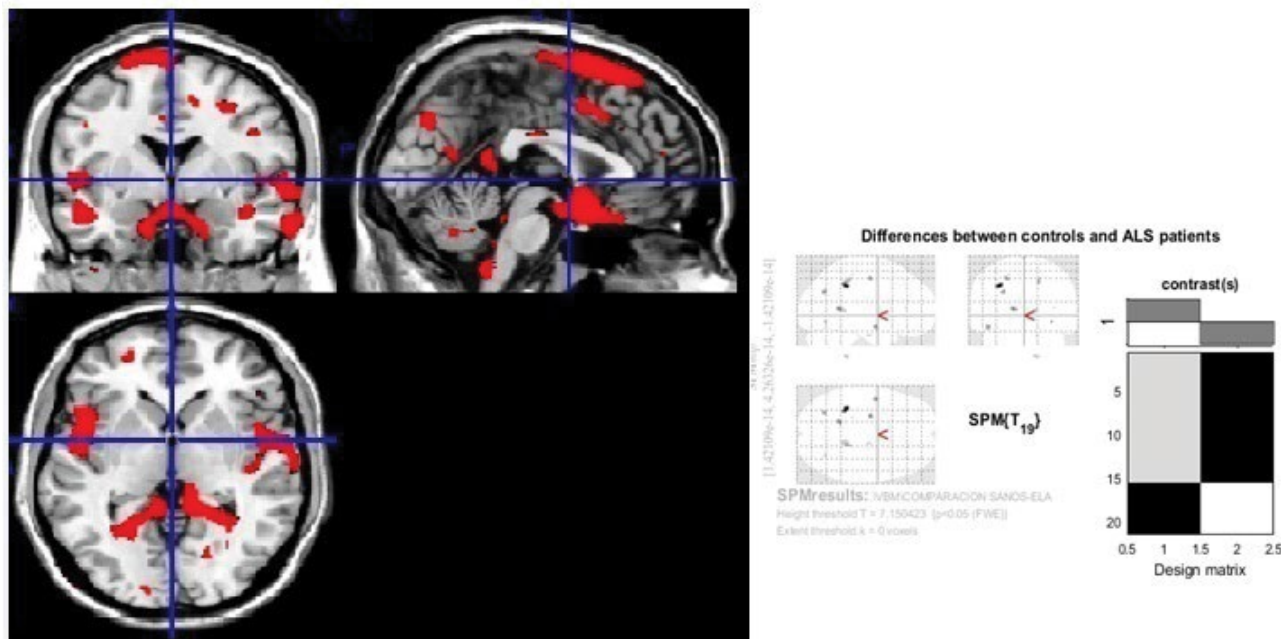 Differences between controls and ALS patients
contrast(s)
1
[1.42109e-14, 4.26326e-14, -1.42109e-14]
<
<
<
SPM{T19}
SPMresults: .\VBM\COMPARACION SANOS-ELA
Height threshold T = 7.150423 {p<0.05 (FWE)}
Extent threshold k = 0 voxels
5
10
15
20
0.5 1 1.5 2 2.5
Design matrix